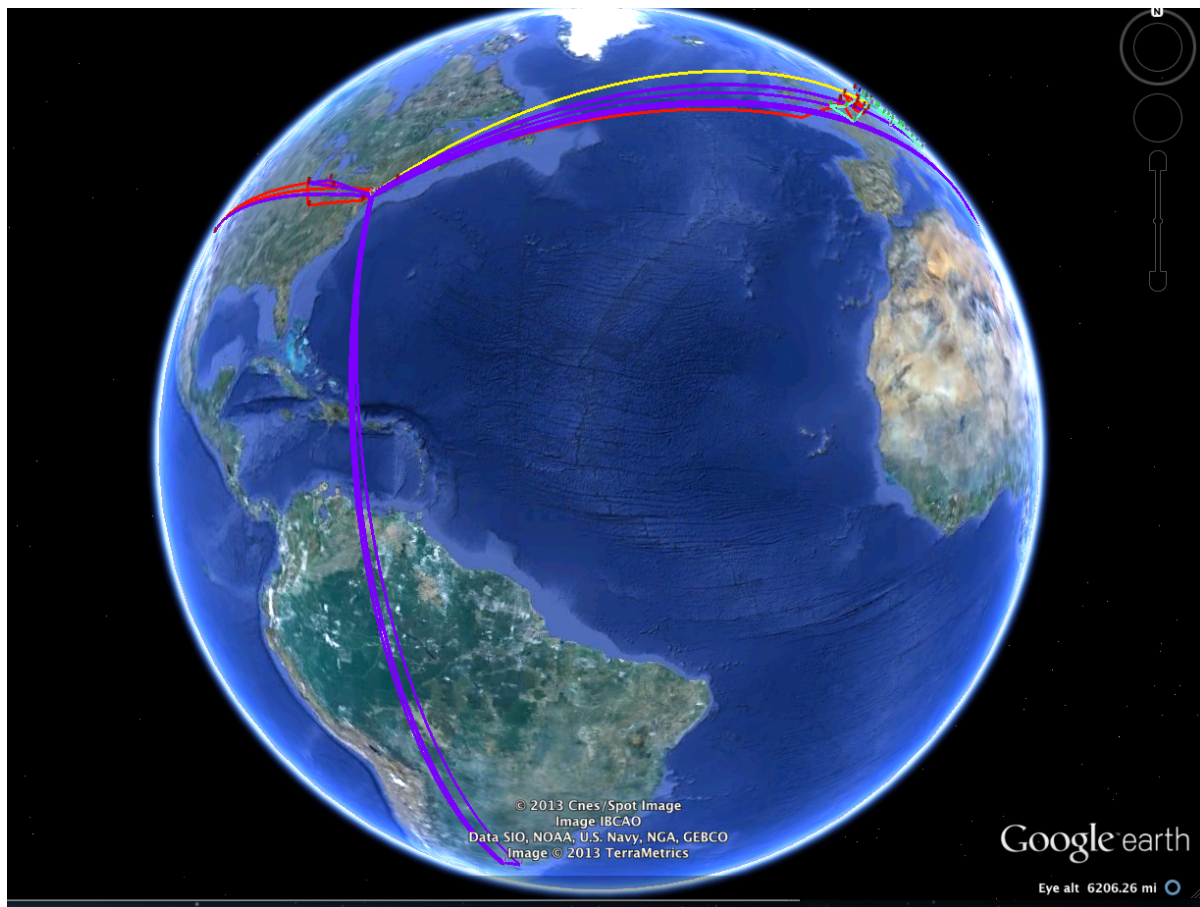 N
© 2013 Cnes/Spot Image
Image IBCAO
Data SIO, NOAA, U.S. Navy, NGA, GEBCO
Image © 2013 TerraMetrics
Google earth
Eye alt 6206.26 mi